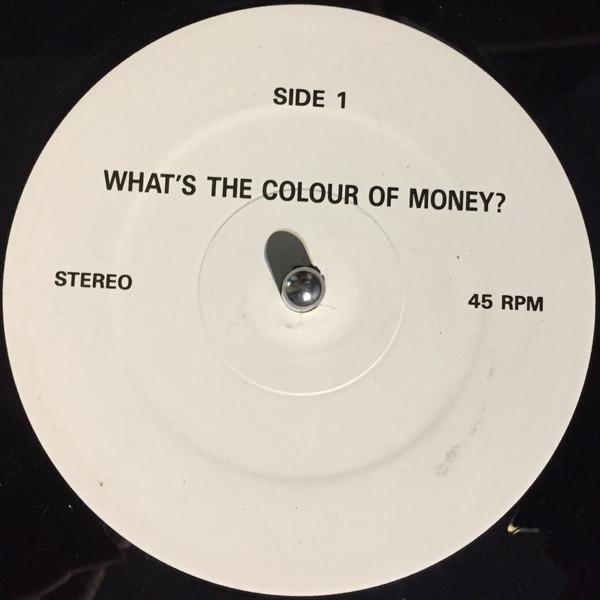 SIDE 1
WHAT'S THE COLOUR OF MONEY?
STEREO
45 RPM